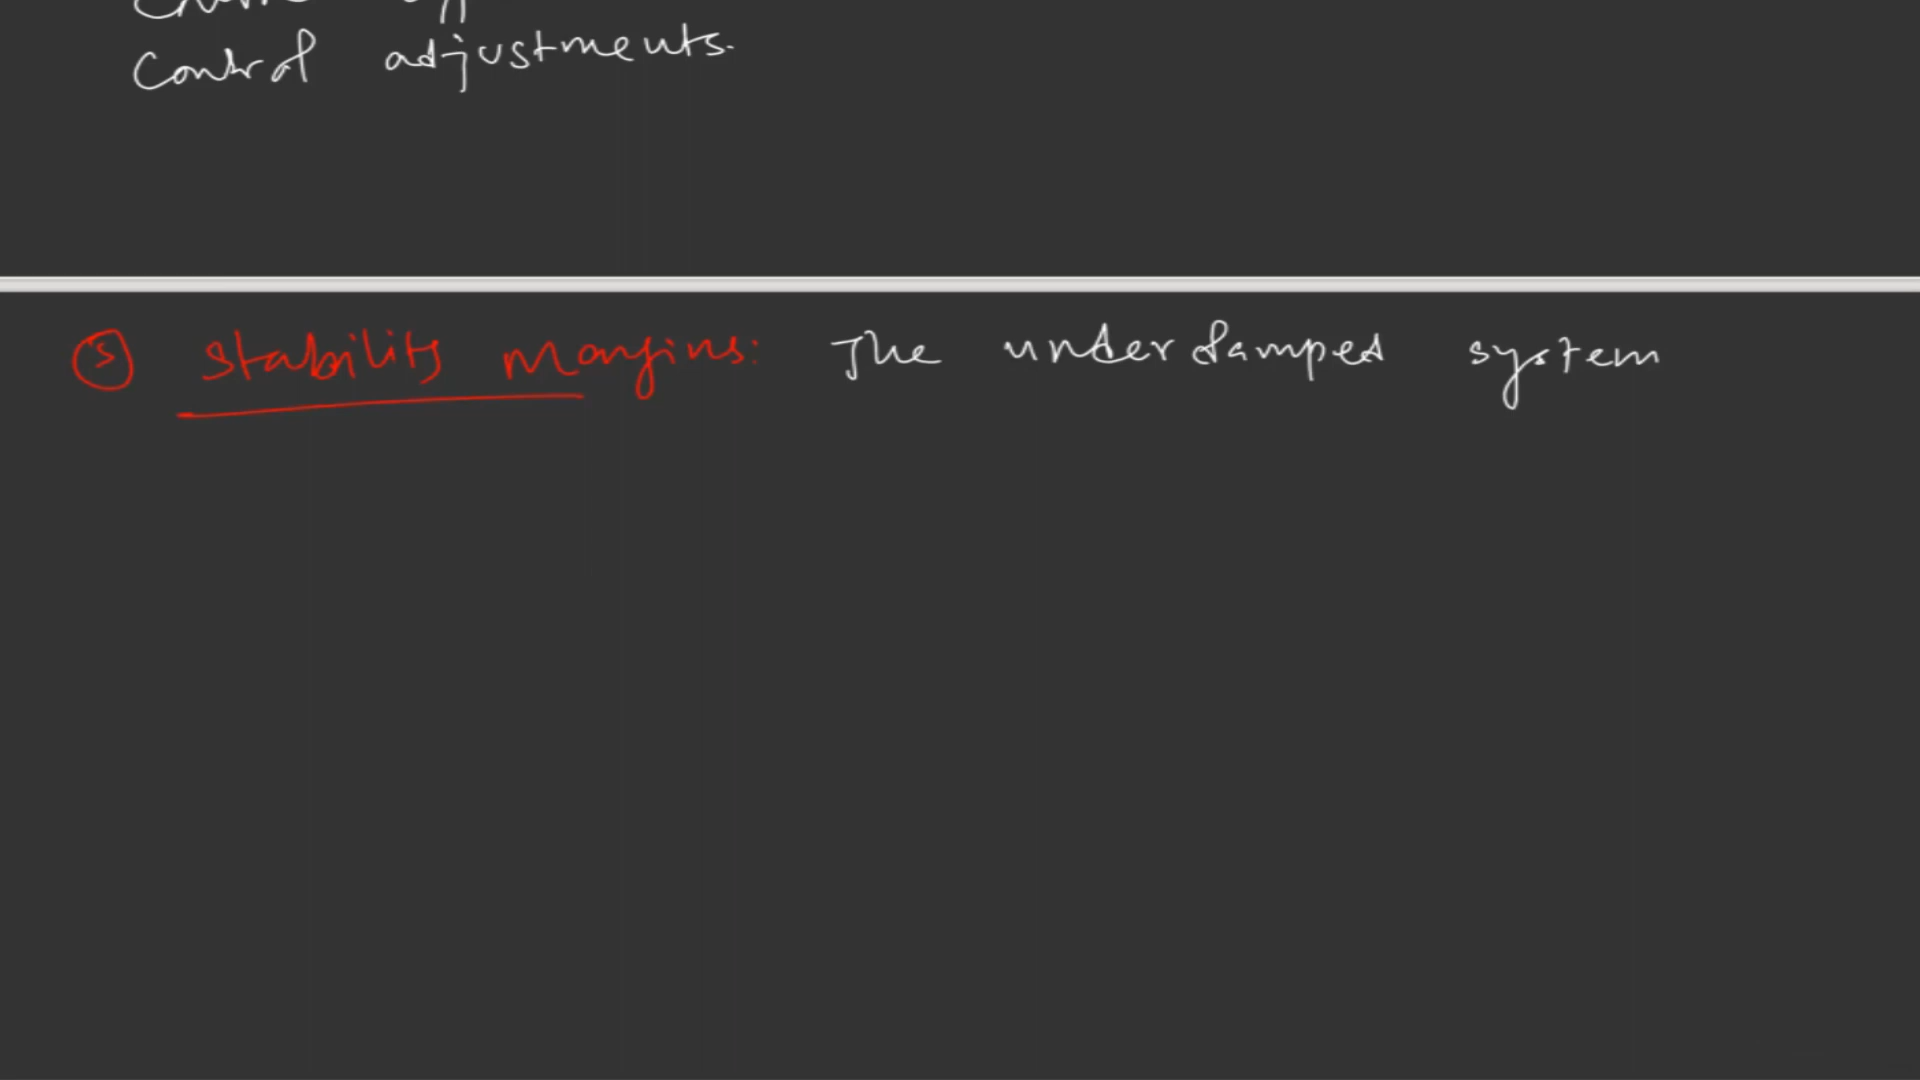 Control adjustments.
⑤ Stability Margins: The underdamped system